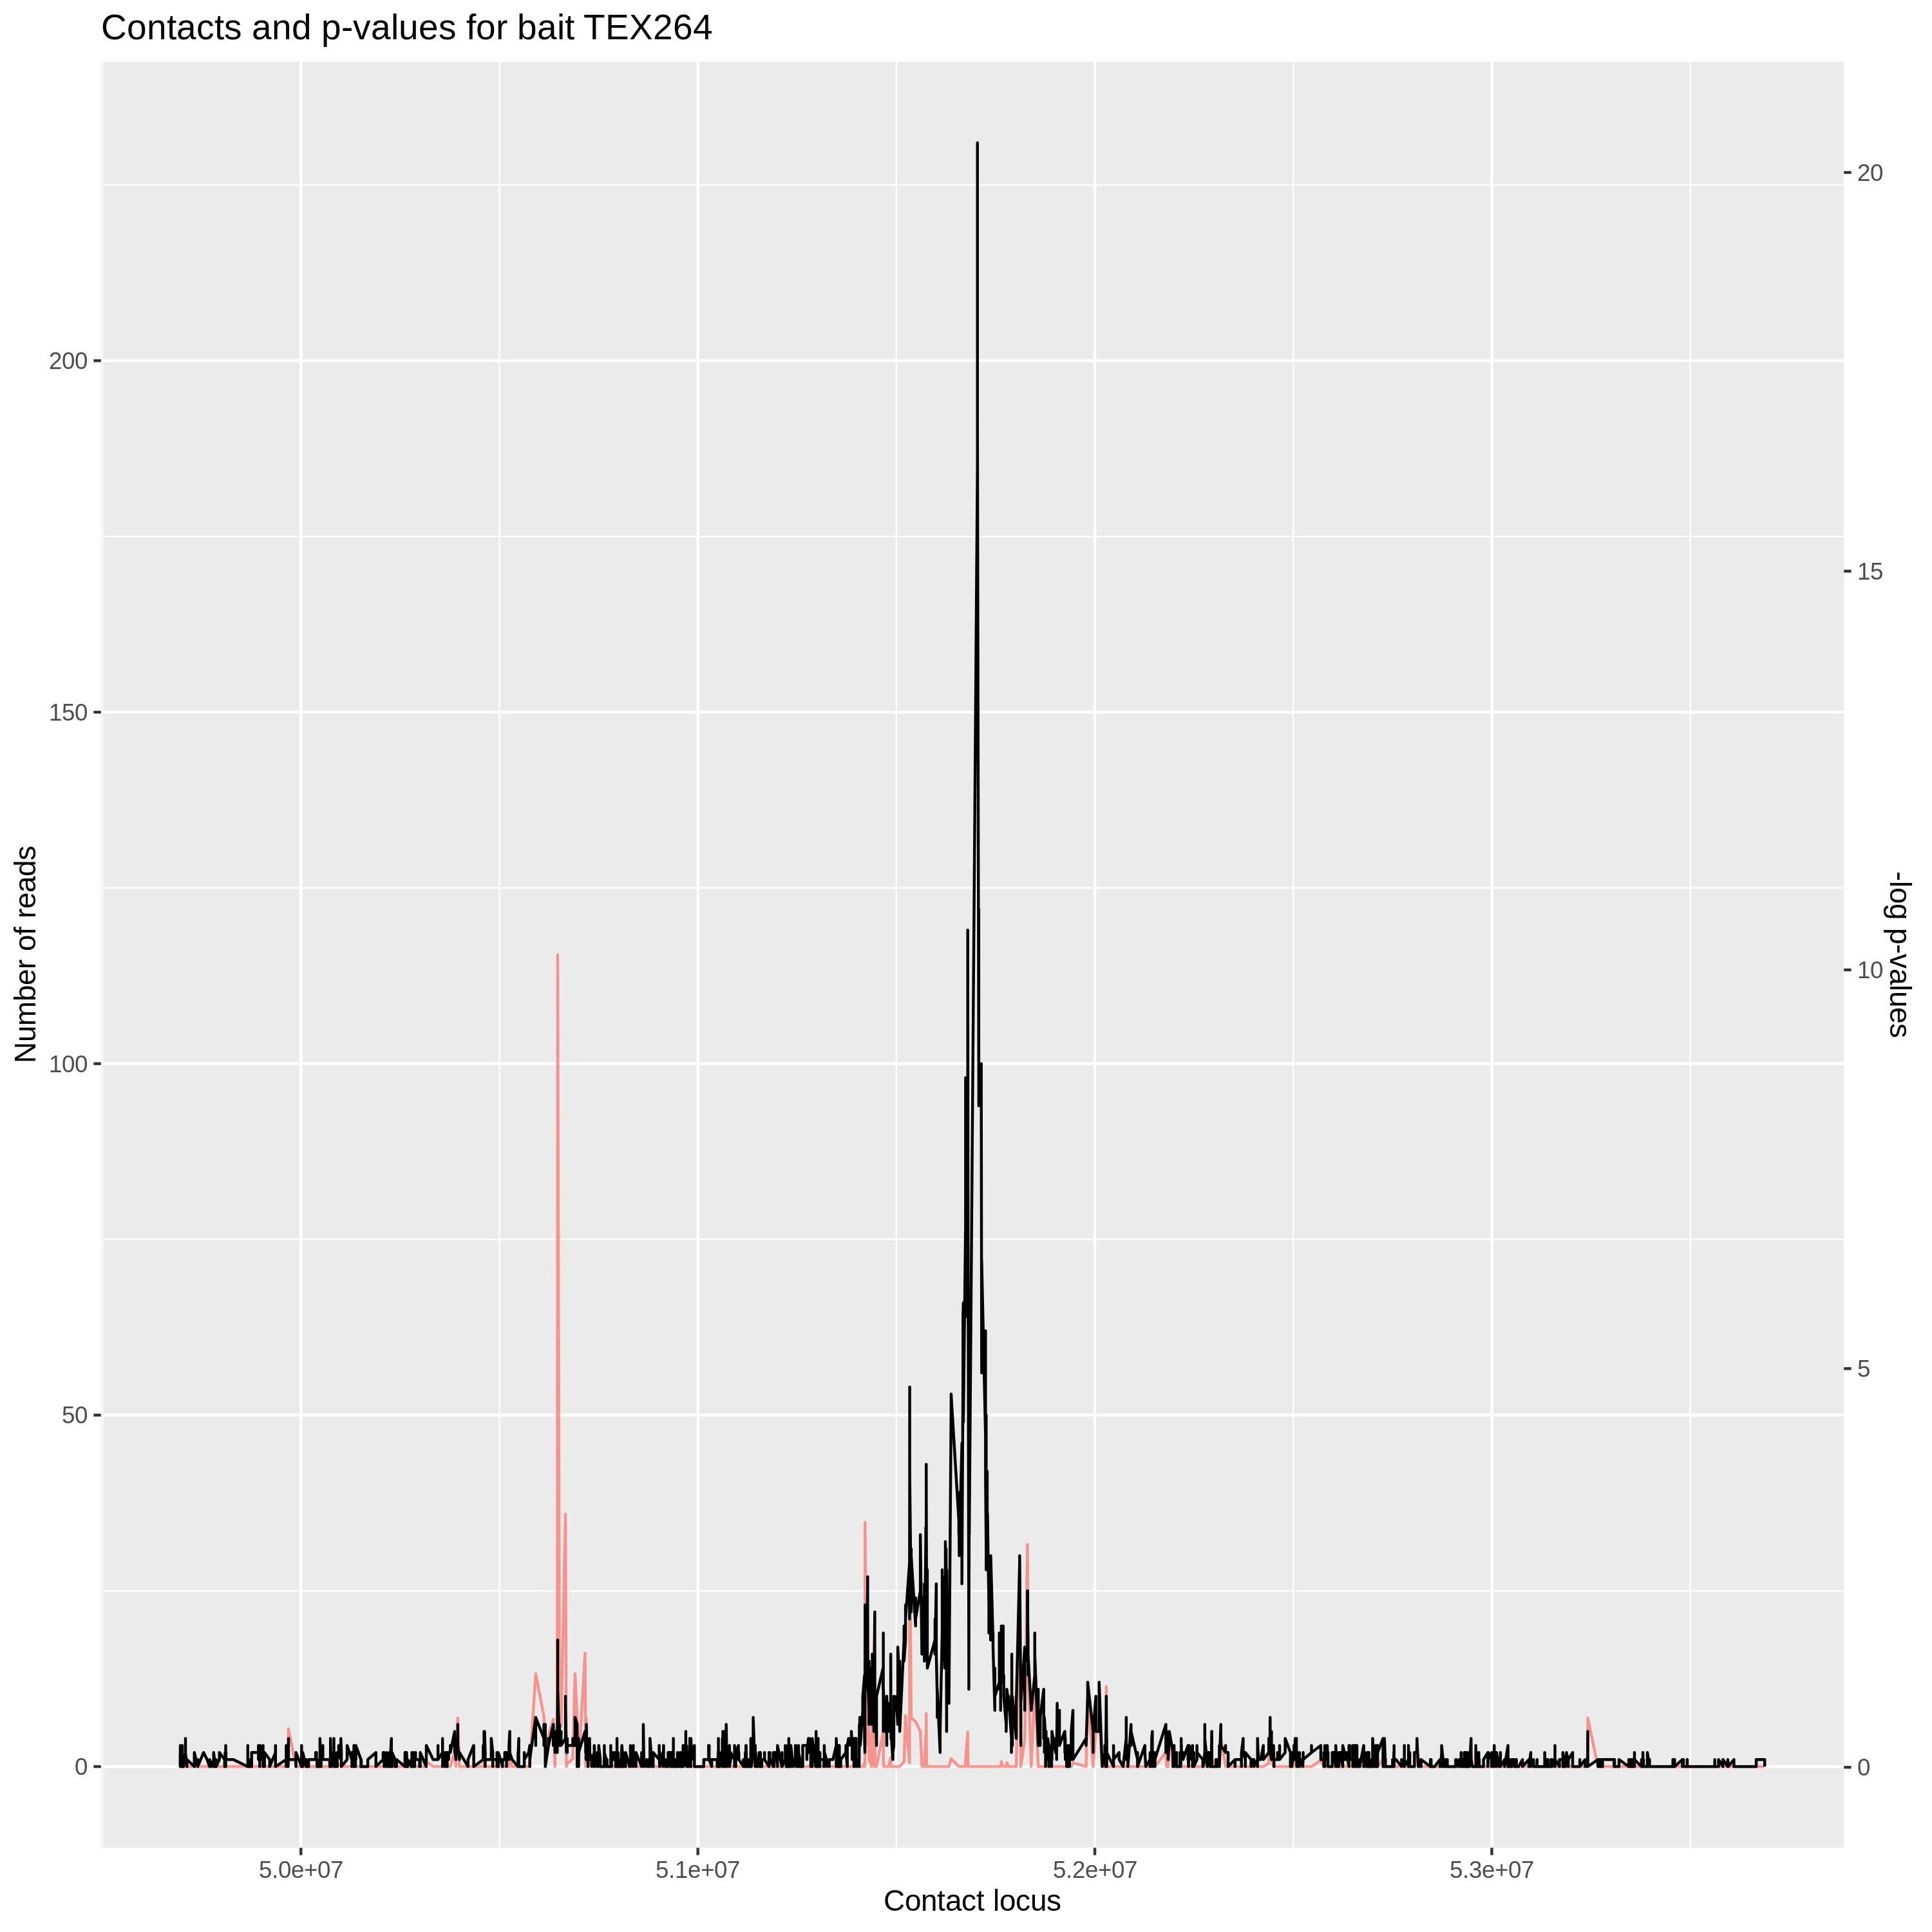 Contacts and p-values for bait TEX264
Number of reads
200
150
100
50
0
20
15
10
5
0
-log p-values
5.0e+07
5.1e+07
5.2e+07
5.3e+07
Contact locus